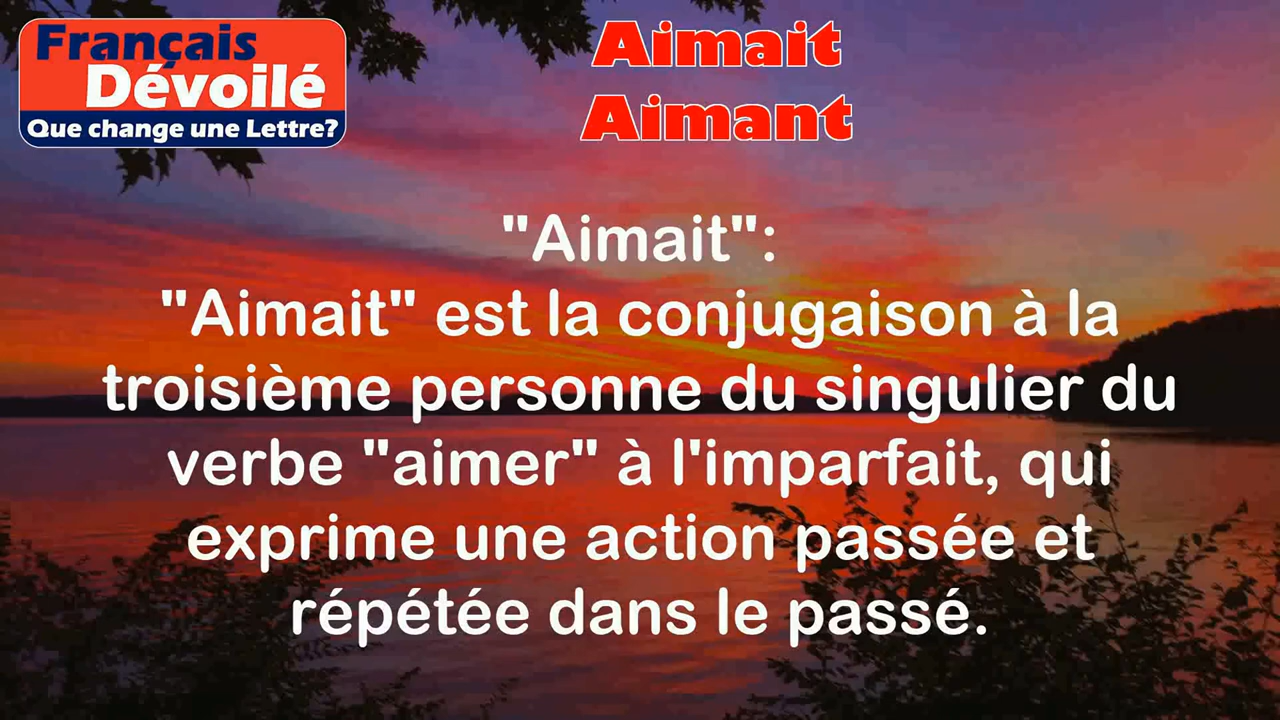 Français
Dévoilé
Que change une Lettre?
Aimait
Aimant
"Aimait":
"Aimait" est la conjugaison à la
troisième personne du singulier du
verbe "aimer" à l'imparfait, qui
exprime une action passée et
répétée dans le passé.